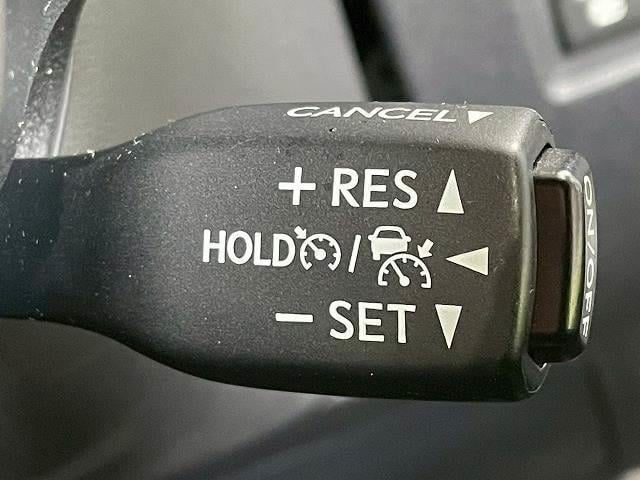 CANCEL
+ RES
HOLD /
- SET
ON/OFF